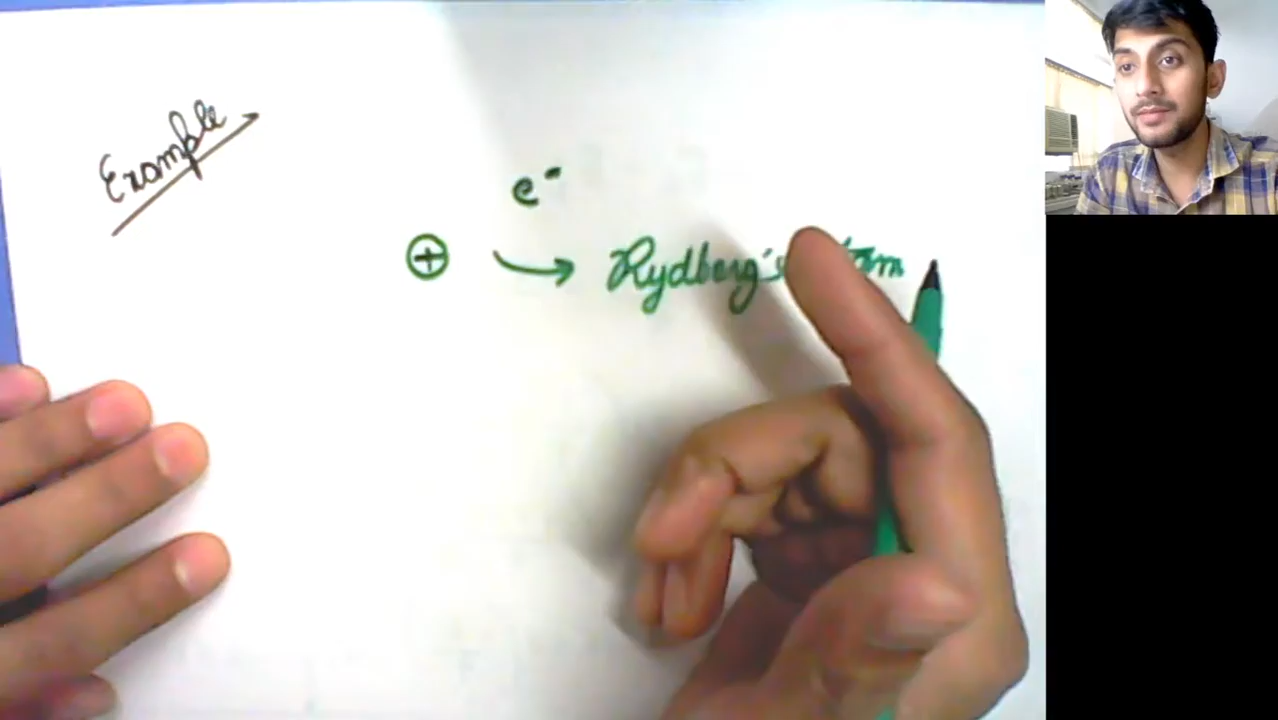 Example
e⁻
⊕ → Rydberg's